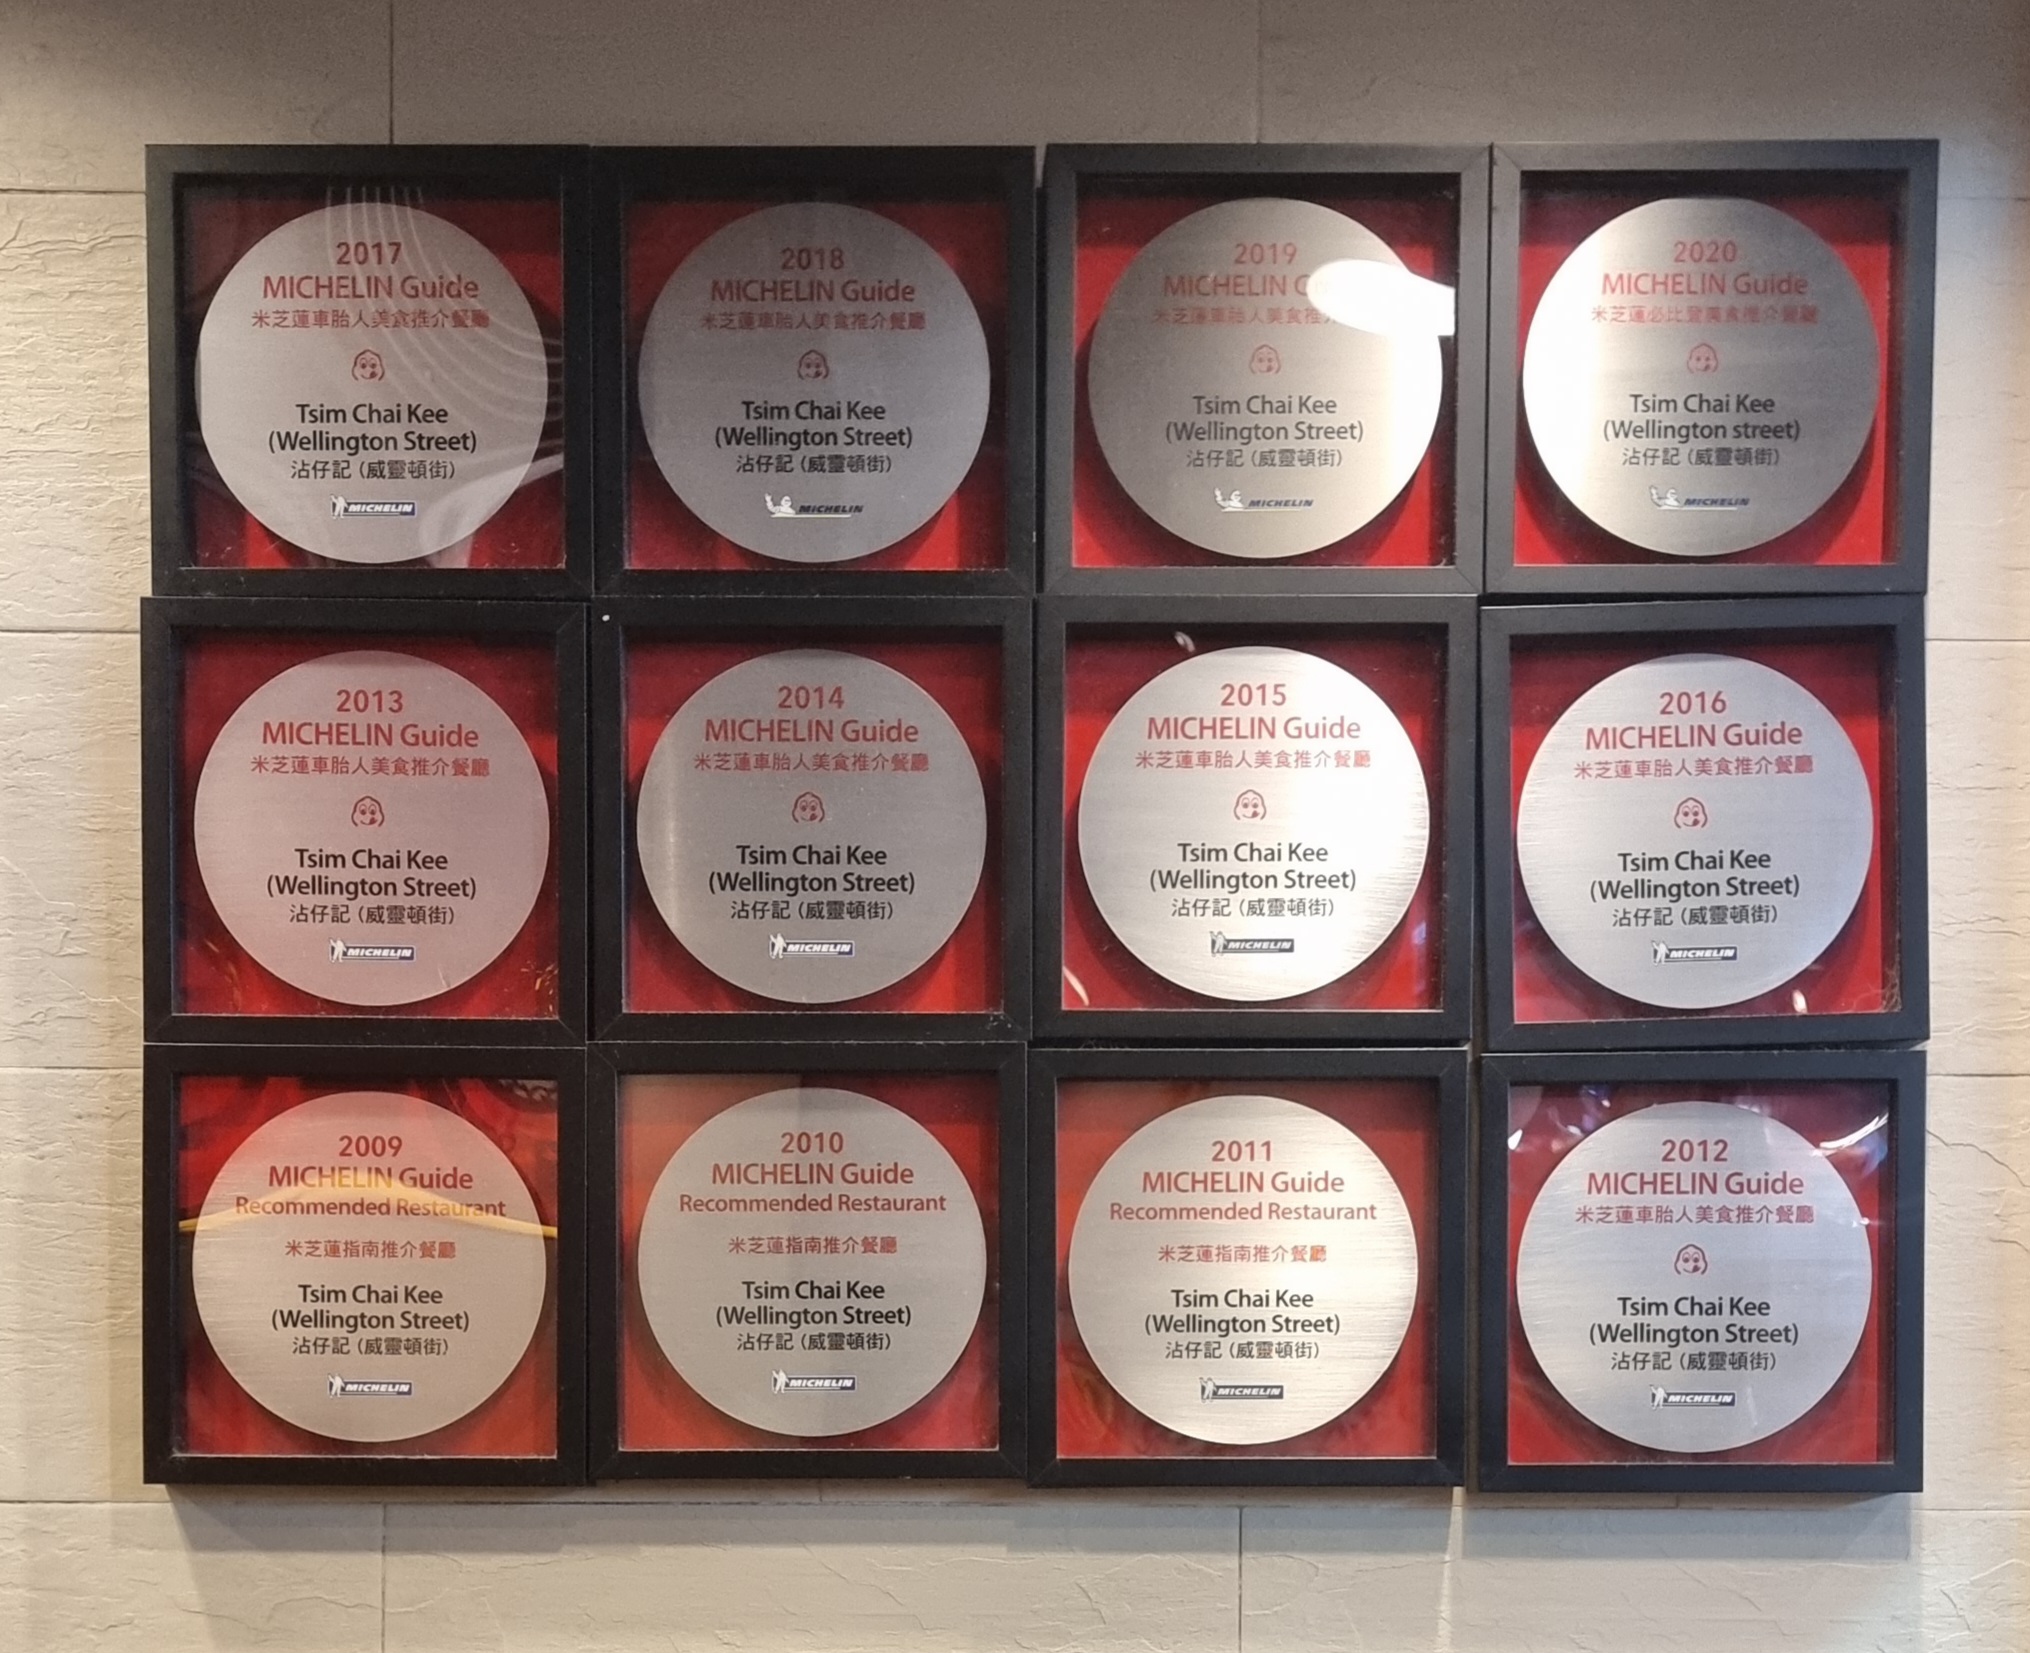 2017
MICHELIN Guide
米芝蓮車胎人美食推介餐廳
Tsim Chai Kee
(Wellington Street)
沾仔記（威靈頓街）
MICHELIN
2018
MICHELIN Guide
米芝蓮車胎人美食推介餐廳
Tsim Chai Kee
(Wellington Street)
沾仔記（威靈頓街）
MICHELIN
2019
MICHELIN
米芝蓮車胎人美食推
Tsim Chai Kee
(Wellington Street)
沾仔記（威靈頓街）
MICHELIN
2020
MICHELIN Guide
米芝蓮必比登美食推介餐廳
Tsim Chai Kee
(Wellington street)
沾仔記（威靈頓街）
MICHELIN
2013
MICHELIN Guide
米芝蓮車胎人美食推介餐廳
Tsim Chai Kee
(Wellington Street)
沾仔記（威靈頓街）
MICHELIN
2014
MICHELIN Guide
米芝蓮車胎人美食推介餐廳
Tsim Chai Kee
(Wellington Street)
沾仔記（威靈頓街）
MICHELIN
2015
MICHELIN Guide
米芝蓮車胎人美食推介餐廳
Tsim Chai Kee
(Wellington Street)
沾仔記（威靈頓街）
MICHELIN
2016
MICHELIN Guide
米芝蓮車胎人美食推介餐廳
Tsim Chai Kee
(Wellington Street)
沾仔記（威靈頓街）
MICHELIN
2009
MICHELIN Guide
Recommended Restaurant
米芝蓮指南推介餐廳
Tsim Chai Kee
(Wellington Street)
沾仔記（威靈頓街）
MICHELIN
2010
MICHELIN Guide
Recommended Restaurant
米芝蓮指南推介餐廳
Tsim Chai Kee
(Wellington Street)
沾仔記（威靈頓街）
MICHELIN
2011
MICHELIN Guide
Recommended Restaurant
米芝蓮指南推介餐廳
Tsim Chai Kee
(Wellington Street)
沾仔記（威靈頓街）
MICHELIN
2012
MICHELIN Guide
米芝蓮車胎人美食推介餐廳
Tsim Chai Kee
(Wellington Street)
沾仔記（威靈頓街）
MICHELIN